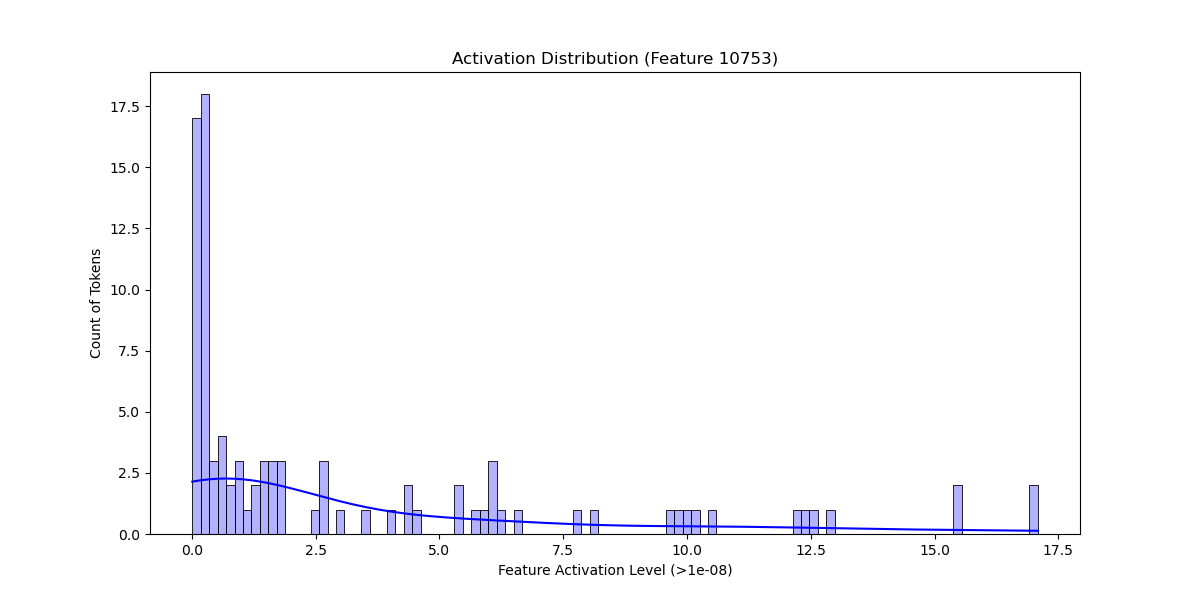 Activation Distribution (Feature 10753)
17.5
15.0
12.5
10.0
7.5
5.0
2.5
0.0
Count of Tokens
0.0 2.5 5.0 7.5 10.0 12.5 15.0 17.5
Feature Activation Level (>1e-08)